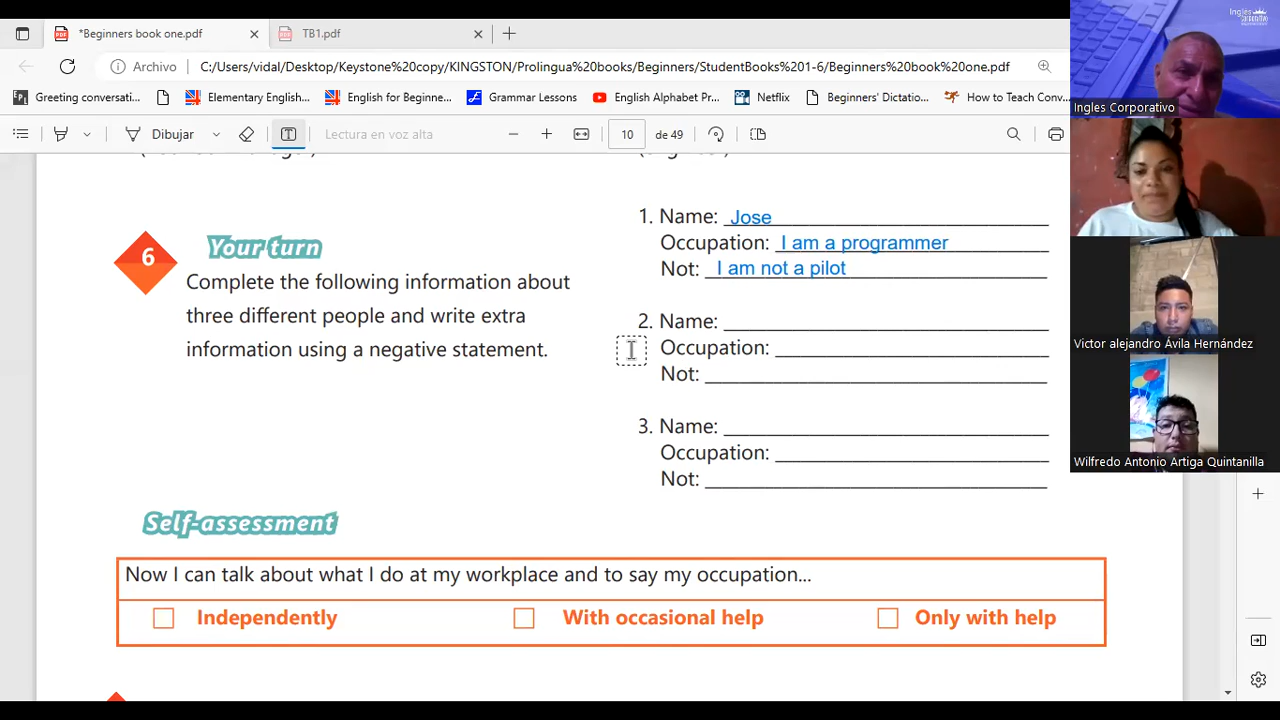 *Beginners book one.pdf
TB1.pdf
Archivo
C:/Users/vidal/Desktop/Keystone%20copy/KINGSTON/Prolingua%20books/Beginners/StudentBooks%201-6/Beginners%20book%20one.pdf
Greeting conversati...
Elementary English...
English for Beginne...
Grammar Lessons
English Alphabet Pr...
Netflix
Beginners' Dictatio...
How to Teach Conv...
Dibujar
Lectura en voz alta
10
de 49
6
Your turn
Complete the following information about
three different people and write extra
information using a negative statement.
1. Name: Jose
Occupation: I am a programmer
Not: I am not a pilot
2. Name:
Occupation:
Not:
3. Name:
Occupation:
Not:
Self-assessment
Now I can talk about what I do at my workplace and to say my occupation...
Independently
With occasional help
Only with help
Ingles Corporativo
Victor alejandro Ávila Hernández
Wilfredo Antonio Artiga Quintanilla